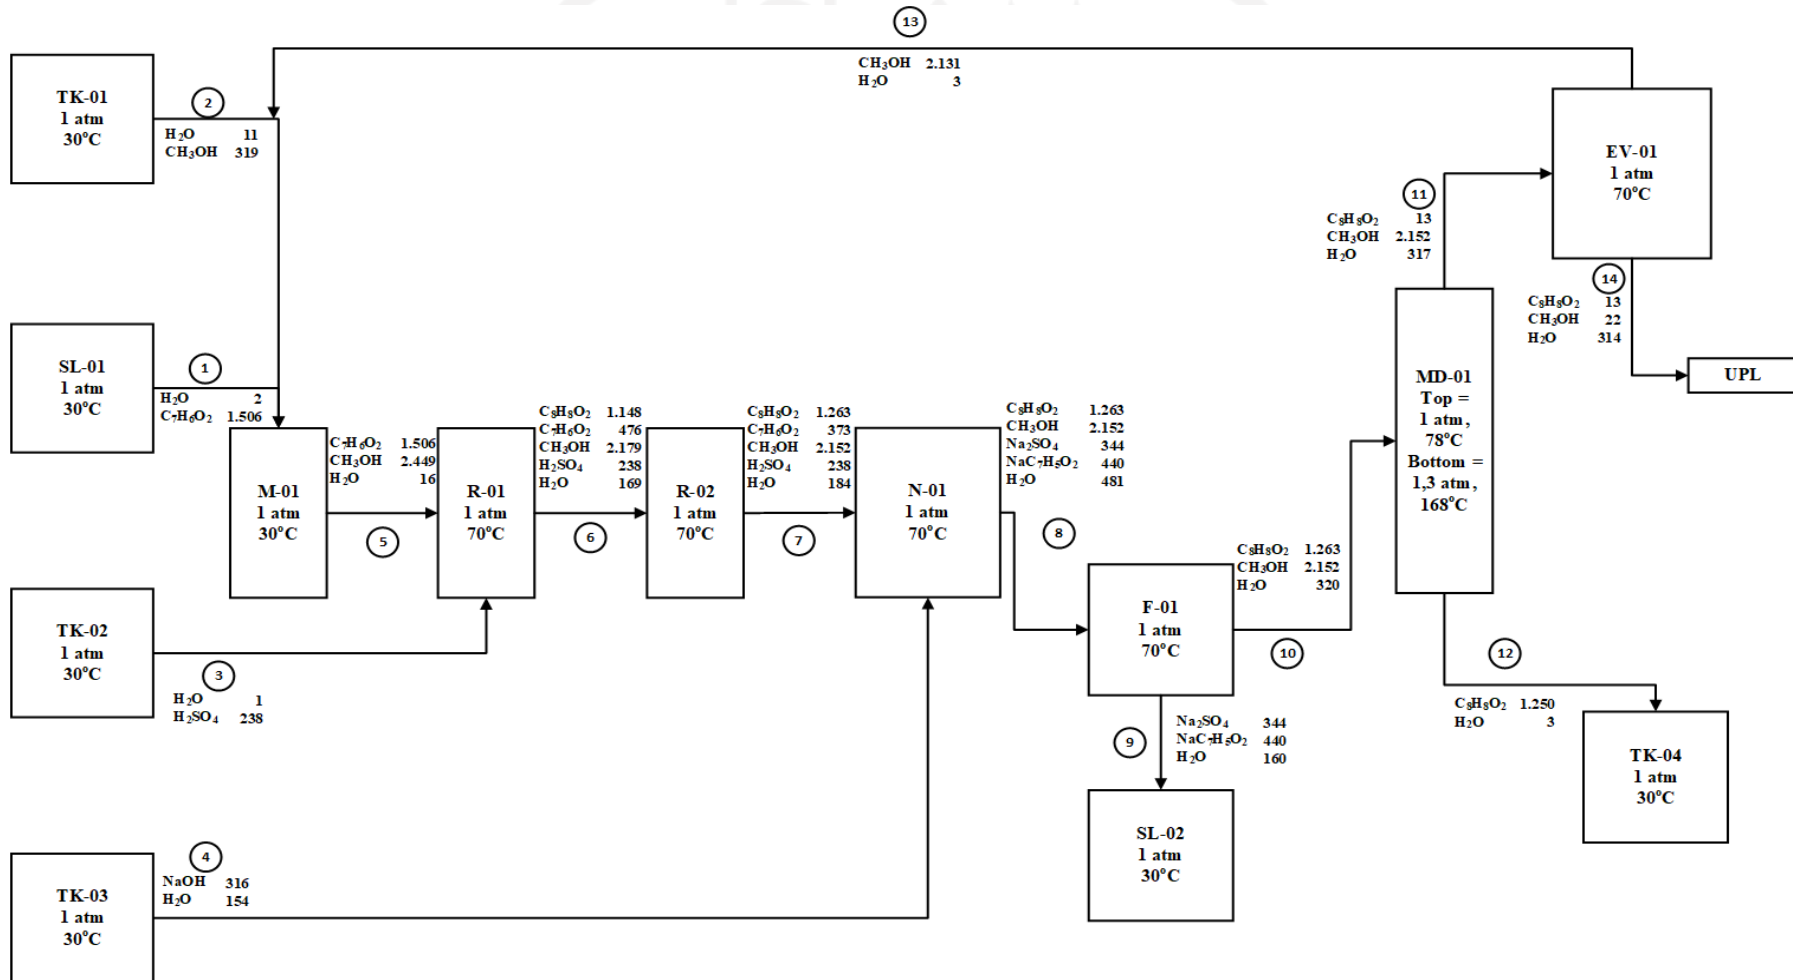 13
CH₃OH 2.131
H₂O 3
TK-01
1 atm
30°C
2
H₂O 11
CH₃OH 319
EV-01
1 atm
70°C
11
C₈H₈O₂ 13
CH₃OH 2.152
H₂O 317
14
C₈H₈O₂ 13
CH₃OH 22
H₂O 314
UPL
SL-01
1 atm
30°C
1
H₂O 2
C₇H₆O₂ 1.506
MD-01
Top =
1 atm,
78°C
Bottom =
1,3 atm,
168°C
M-01
1 atm
30°C
C₇H₆O₂ 1.506
CH₃OH 2.449
H₂O 16
5
R-01
1 atm
70°C
C₈H₈O₂ 1.148
C₇H₆O₂ 476
CH₃OH 2.179
H₂SO₄ 238
H₂O 169
6
R-02
1 atm
70°C
C₈H₈O₂ 1.263
C₇H₆O₂ 373
CH₃OH 2.152
H₂SO₄ 238
H₂O 184
7
N-01
1 atm
70°C
C₈H₈O₂ 1.263
CH₃OH 2.152
Na₂SO₄ 344
NaC₇H₅O₂ 440
H₂O 481
8
F-01
1 atm
70°C
C₈H₈O₂ 1.263
CH₃OH 2.152
H₂O 320
10
TK-02
1 atm
30°C
3
H₂O 1
H₂SO₄ 238
9
Na₂SO₄ 344
NaC₇H₅O₂ 440
H₂O 160
12
C₈H₈O₂ 1.250
H₂O 3
TK-04
1 atm
30°C
SL-02
1 atm
30°C
TK-03
1 atm
30°C
4
NaOH 316
H₂O 154